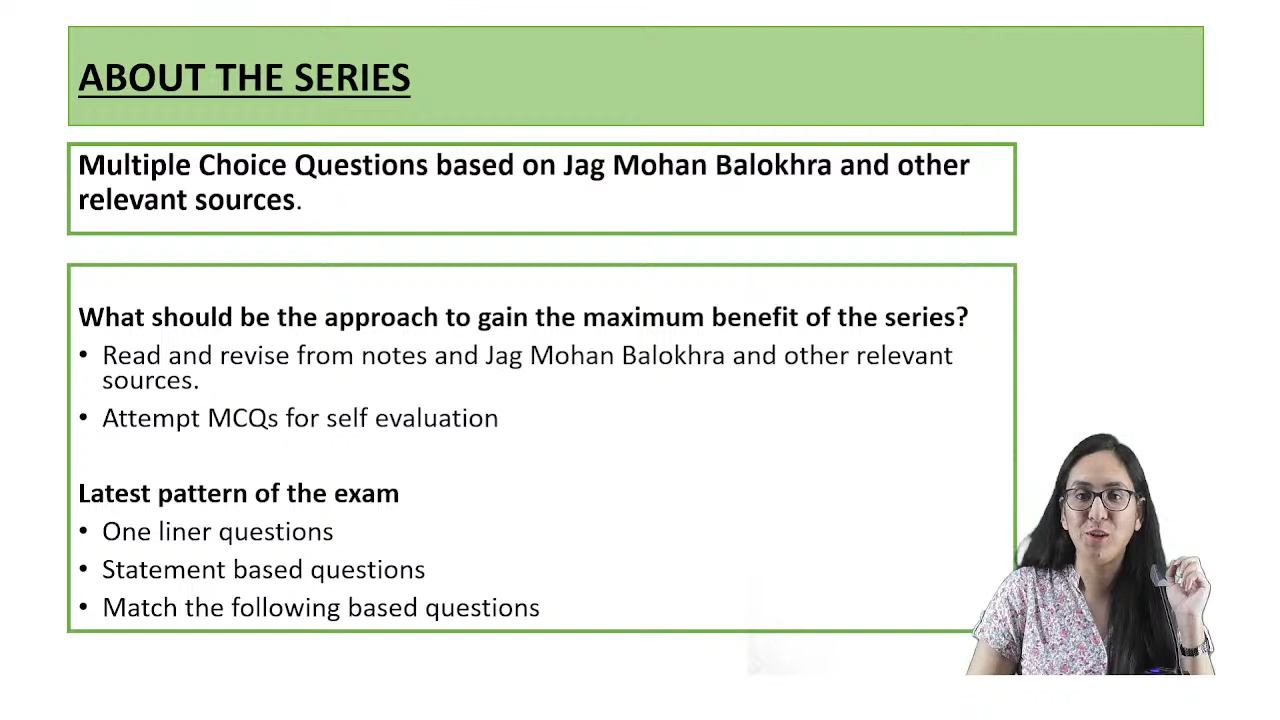 ABOUT THE SERIES
Multiple Choice Questions based on Jag Mohan Balokhra and other
relevant sources.
What should be the approach to gain the maximum benefit of the series?
• Read and revise from notes and Jag Mohan Balokhra and other relevant
sources.
• Attempt MCQs for self evaluation
Latest pattern of the exam
• One liner questions
• Statement based questions
• Match the following based questions